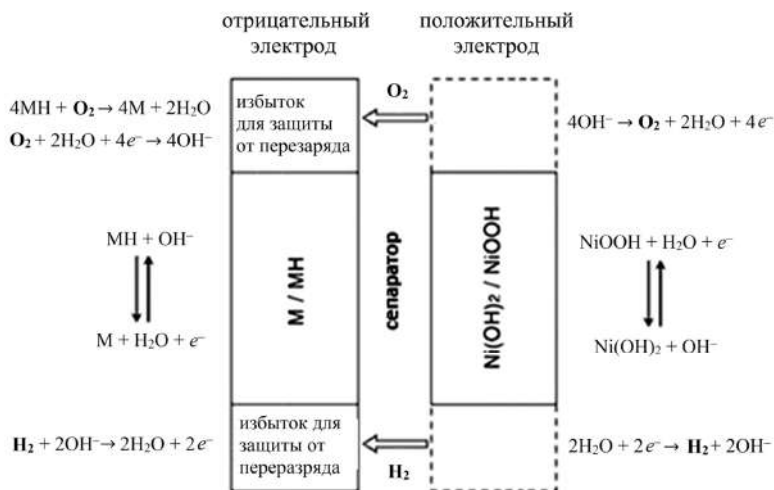 отрицательный
электрод
положительный
электрод
4MH + O₂ → 4M + 2H₂O
O₂ + 2H₂O + 4e⁻ → 4OH⁻
избыток
для защиты
от перезаряда
O₂
4OH⁻ → O₂ + 2H₂O + 4e⁻
MH + OH⁻
M + H₂O + e⁻
M / MH
сепаратор
Ni(OH)₂ / NiOOH
NiOOH + H₂O + e⁻
Ni(OH)₂ + OH⁻
H₂ + 2OH⁻ → 2H₂O + 2e⁻
избыток для
защиты от
переразряда
H₂
2H₂O + 2e⁻ → H₂ + 2OH⁻